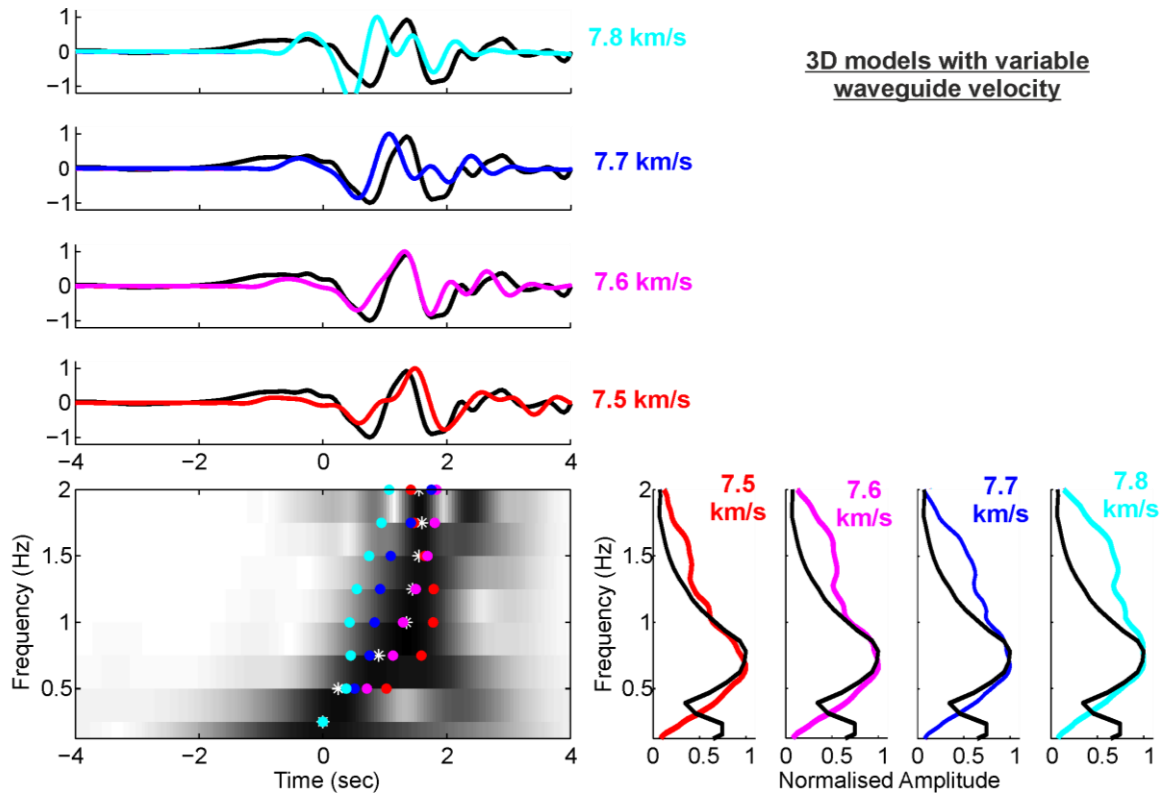 1
0
−1
7.8 km/s
3D models with variable
waveguide velocity
1
0
−1
7.7 km/s
1
0
−1
7.6 km/s
1
0
−1
7.5 km/s
−4
−2
0
2
4
2
1.5
1
0.5
Frequency (Hz)
−4
−2
0
2
4
Time (sec)
2
1.5
1
0.5
Frequency (Hz)
7.5
km/s
7.6
km/s
7.7
km/s
7.8
km/s
0 0.5 1
0 0.5 1
0 0.5 1
0 0.5 1
Normalised Amplitude